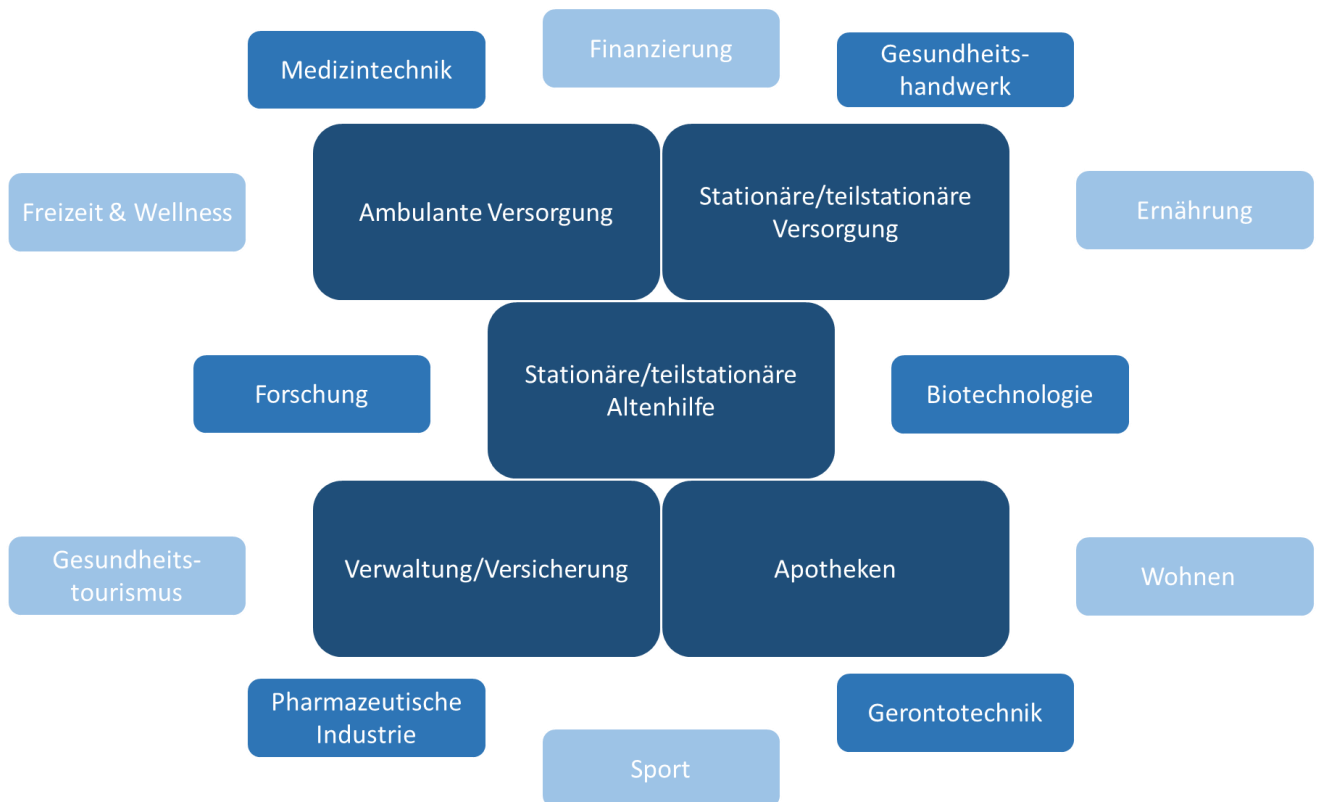 Finanzierung
Medizintechnik
Gesundheits-
handwerk
Freizeit & Wellness
Ambulante Versorgung
Stationäre/teilstationäre
Versorgung
Ernährung
Forschung
Stationäre/teilstationäre
Altenhilfe
Biotechnologie
Gesundheits-
tourismus
Verwaltung/Versicherung
Apotheken
Wohnen
Pharmazeutische
Industrie
Gerontotechnik
Sport